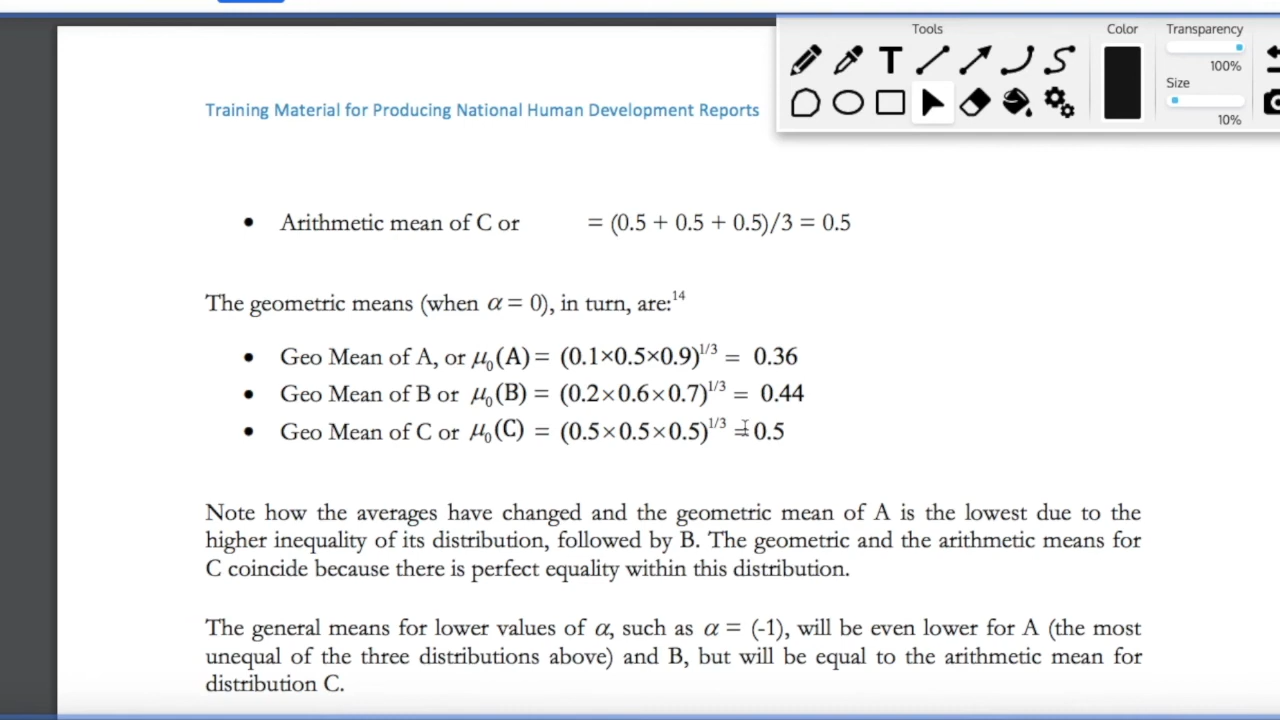 Tools
Color
Transparency
100%
Size
10%
T
Training Material for Producing National Human Development Reports
• Arithmetic mean of C or = (0.5 + 0.5 + 0.5)/3 = 0.5
The geometric means (when α = 0), in turn, are:¹⁴
• Geo Mean of A, or μ₀(A) = (0.1×0.5×0.9)^1/3 = 0.36
• Geo Mean of B or μ₀(B) = (0.2×0.6×0.7)^1/3 = 0.44
• Geo Mean of C or μ₀(C) = (0.5×0.5×0.5)^1/3 = 0.5
Note how the averages have changed and the geometric mean of A is the lowest due to the
higher inequality of its distribution, followed by B. The geometric and the arithmetic means for
C coincide because there is perfect equality within this distribution.
The general means for lower values of α, such as α = (-1), will be even lower for A (the most
unequal of the three distributions above) and B, but will be equal to the arithmetic mean for
distribution C.